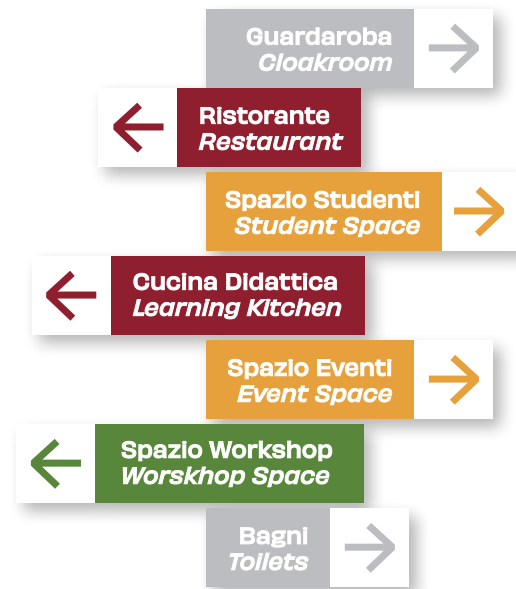 Guardaroba
Cloakroom
Ristorante
Restaurant
Spazio Studenti
Student Space
Cucina Didattica
Learning Kitchen
Spazio Eventi
Event Space
Spazio Workshop
Worskhop Space
Bagni
Toilets